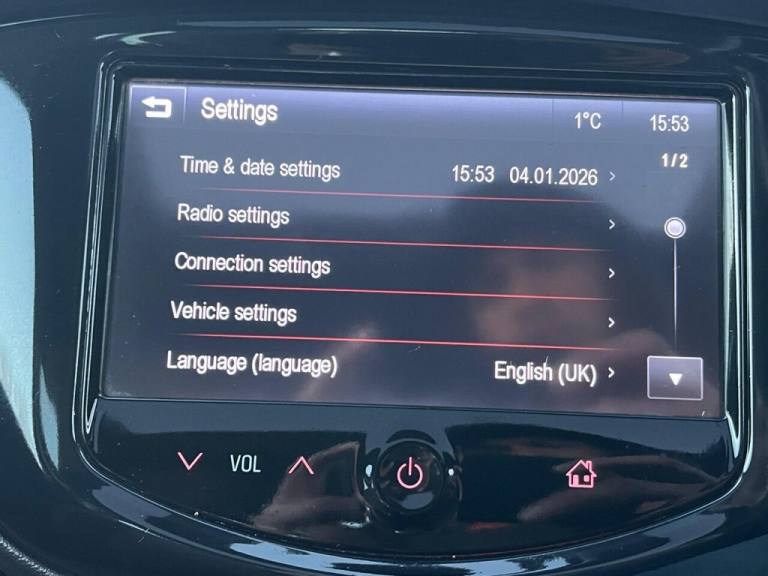 Settings 1°C 15:53
1/2
Time & date settings 15:53 04.01.2026 >
Radio settings >
Connection settings >
Vehicle settings >
Language (language) English (UK) >
VOL